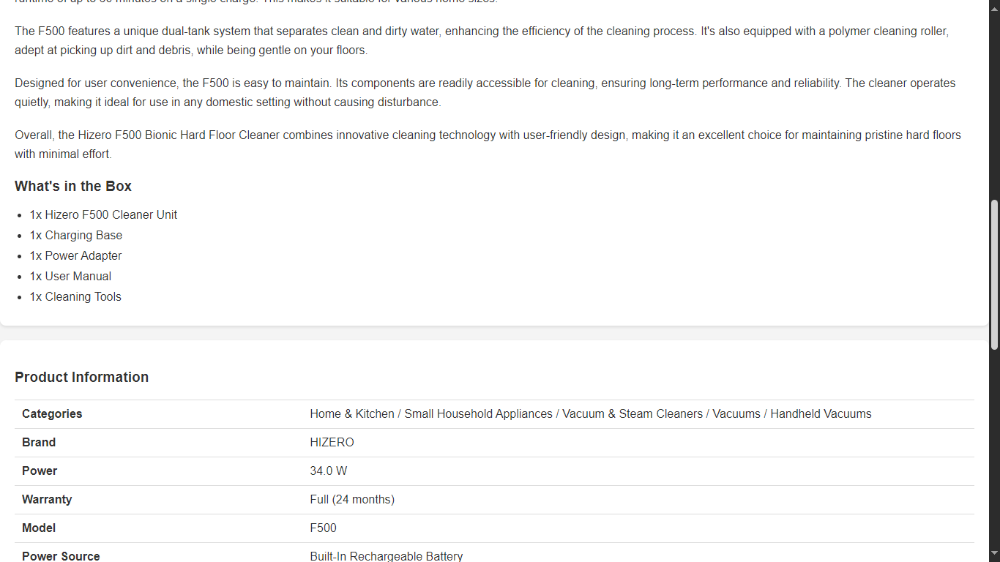 runtime of up to 60 minutes on a single charge. This makes it suitable for various home sizes.
The F500 features a unique dual-tank system that separates clean and dirty water, enhancing the efficiency of the cleaning process. It's also equipped with a polymer cleaning roller,
adept at picking up dirt and debris, while being gentle on your floors.
Designed for user convenience, the F500 is easy to maintain. Its components are readily accessible for cleaning, ensuring long-term performance and reliability. The cleaner operates
quietly, making it ideal for use in any domestic setting without causing disturbance.
Overall, the Hizero F500 Bionic Hard Floor Cleaner combines innovative cleaning technology with user-friendly design, making it an excellent choice for maintaining pristine hard floors
with minimal effort.
What's in the Box
1x Hizero F500 Cleaner Unit
1x Charging Base
1x Power Adapter
1x User Manual
1x Cleaning Tools
Product Information
Categories Home & Kitchen / Small Household Appliances / Vacuum & Steam Cleaners / Vacuums / Handheld Vacuums
Brand HIZERO
Power 34.0 W
Warranty Full (24 months)
Model F500
Power Source Built-In Rechargeable Battery